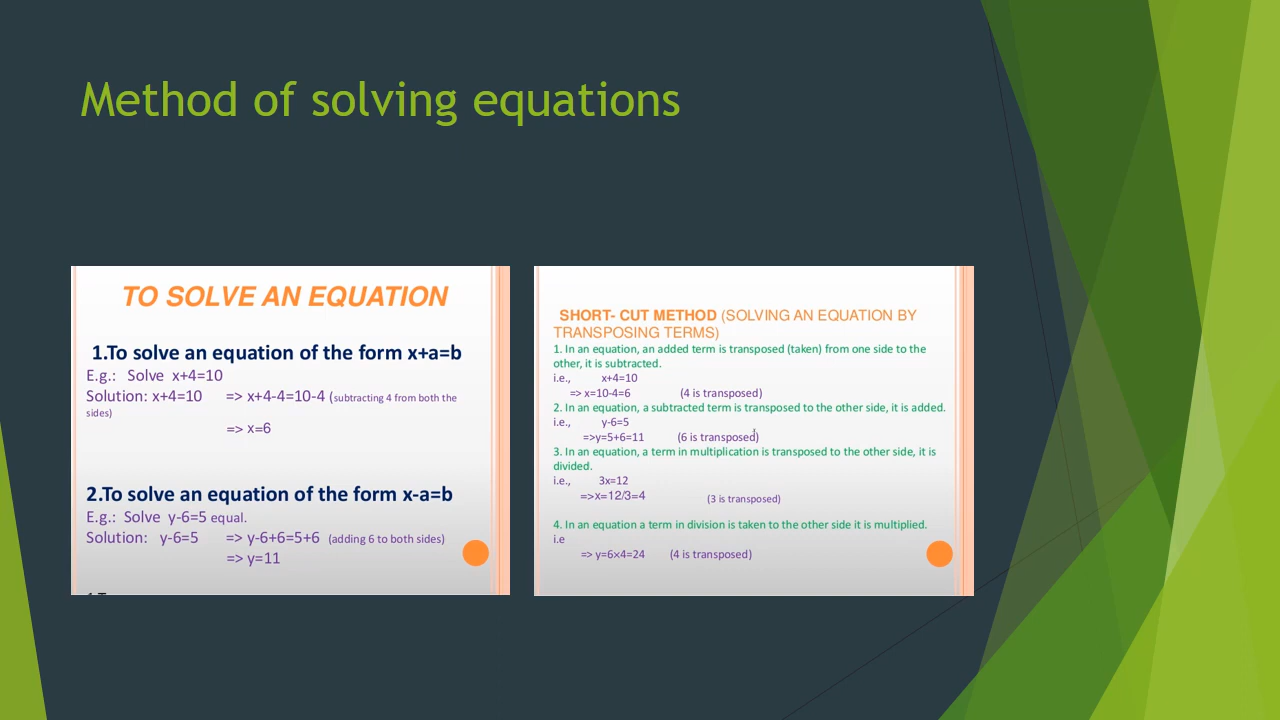 Method of solving equations
TO SOLVE AN EQUATION
1.To solve an equation of the form x+a=b
E.g.: Solve x+4=10
Solution: x+4=10 => x+4-4=10-4 (subtracting 4 from both the
sides)
=> x=6
2.To solve an equation of the form x-a=b
E.g.: Solve y-6=5 equal.
Solution: y-6=5 => y-6+6=5+6 (adding 6 to both sides)
=> y=11
SHORT- CUT METHOD (SOLVING AN EQUATION BY
TRANSPOSING TERMS)
1. In an equation, an added term is transposed (taken) from one side to the
other, it is subtracted.
i.e., x+4=10
=> x=10-4=6 (4 is transposed)
2. In an equation, a subtracted term is transposed to the other side, it is added.
i.e., y-6=5
=>y=5+6=11 (6 is transposed)
3. In an equation, a term in multiplication is transposed to the other side, it is
divided.
i.e., 3x=12
=>x=12/3=4 (3 is transposed)
4. In an equation a term in division is taken to the other side it is multiplied.
i.e
=> y=6×4=24 (4 is transposed)